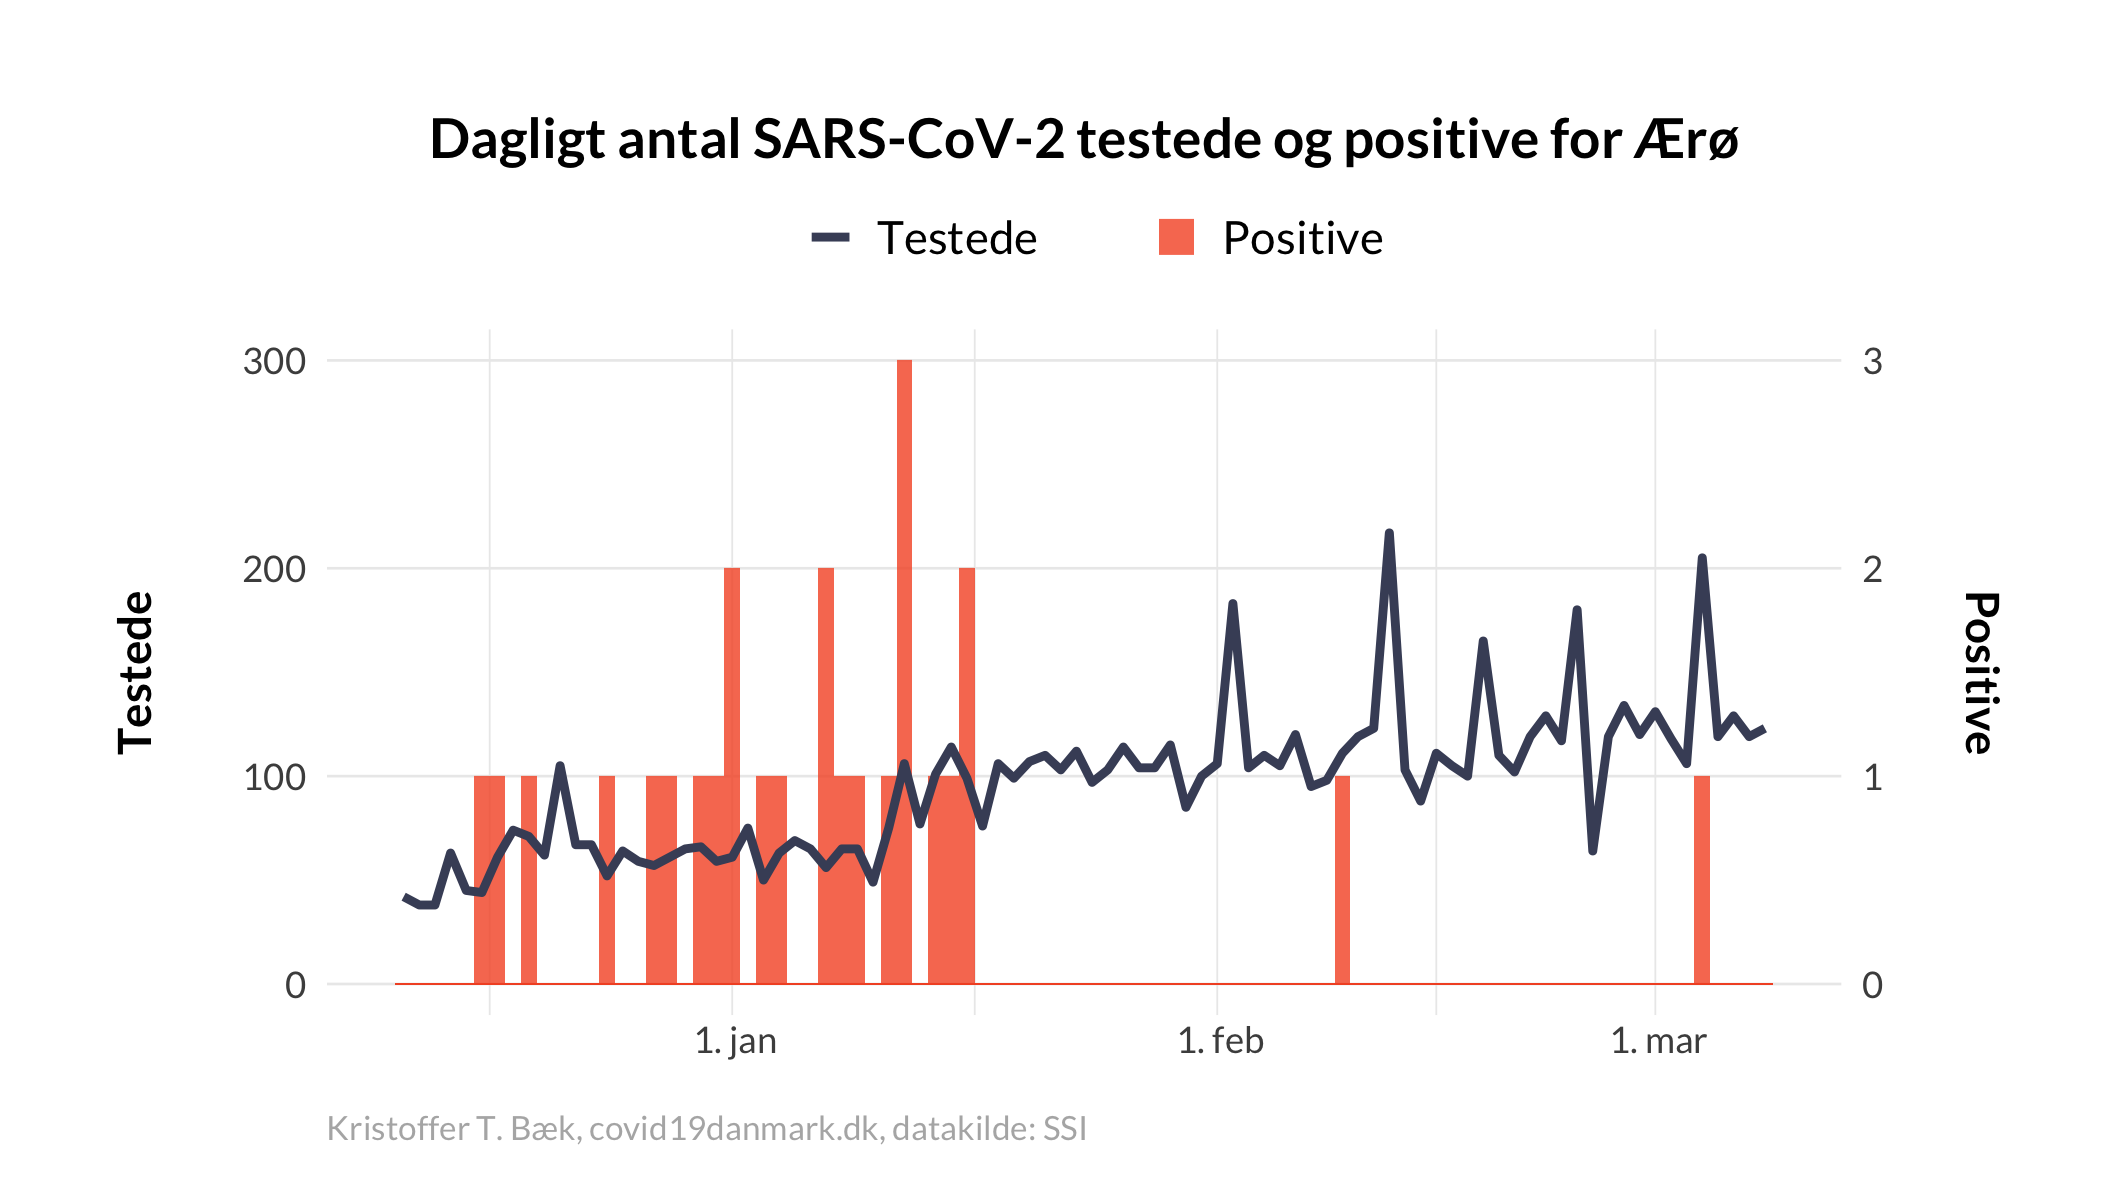 Dagligt antal SARS-CoV-2 testede og positive for Ærø
Testede
Positive
300
200
100
0
3
2
1
0
Testede
Positive
1. jan
1. feb
1. mar
Kristoffer T. Bæk, covid19danmark.dk, datakilde: SSI